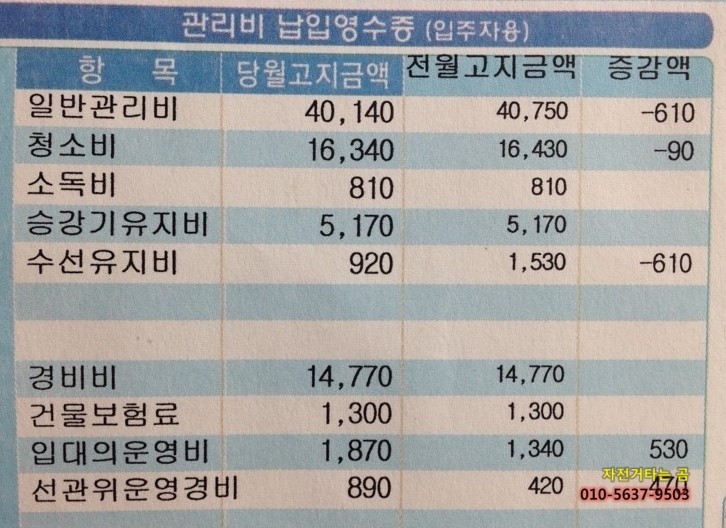 관리비 납입영수증 (입주자용)
항 목 당월고지금액 전월고지금액 증감액
일반관리비 40,140 40,750 -610
청소비 16,340 16,430 -90
소독비 810 810
승강기유지비 5,170 5,170
수선유지비 920 1,530 -610
경비비 14,770 14,770
건물보험료 1,300 1,300
입대의운영비 1,870 1,340 530
자전거타는 곰
선관위운영경비 890 420 470
010-5637-9503